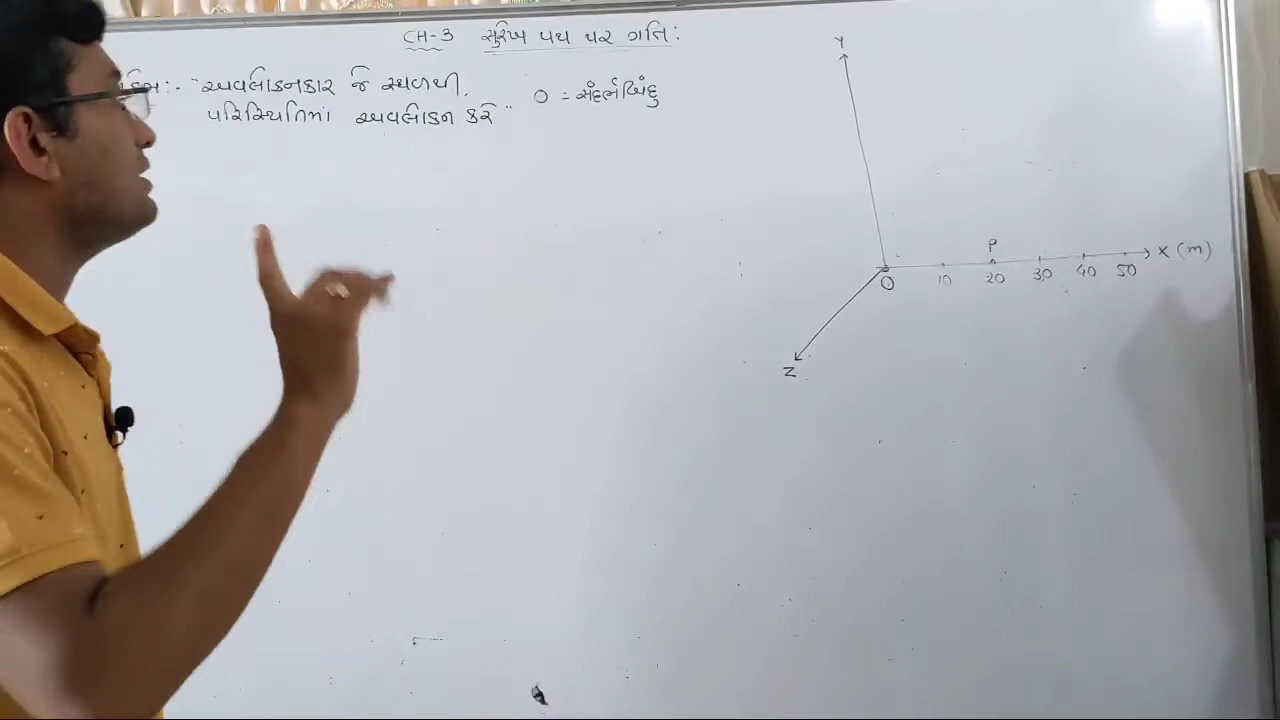 CH-3 સુરેખ પથ પર ગતિ:
:- "અવલોકનકાર જે સ્થળથી,
પરિસ્થિતિમાં અવલોકન કરે"
O = સંદર્ભબિંદુ
Y
P
X (m)
O 10 20 30 40 50
Z